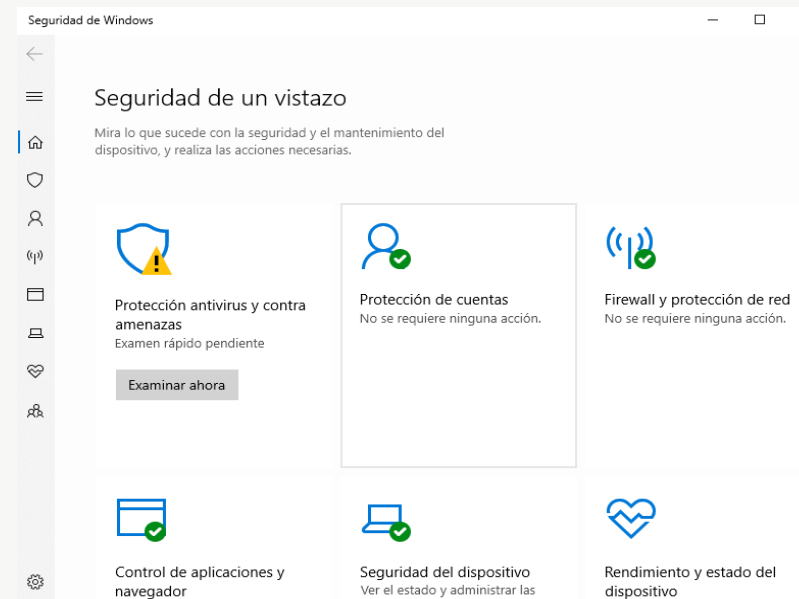 Seguridad de Windows
Seguridad de un vistazo
Mira lo que sucede con la seguridad y el mantenimiento del
dispositivo, y realiza las acciones necesarias.
Protección antivirus y contra
amenazas
Examen rápido pendiente
Examinar ahora
Protección de cuentas
No se requiere ninguna acción.
Firewall y protección de red
No se requiere ninguna acción.
Control de aplicaciones y
navegador
Seguridad del dispositivo
Ver el estado y administrar las
Rendimiento y estado del
dispositivo